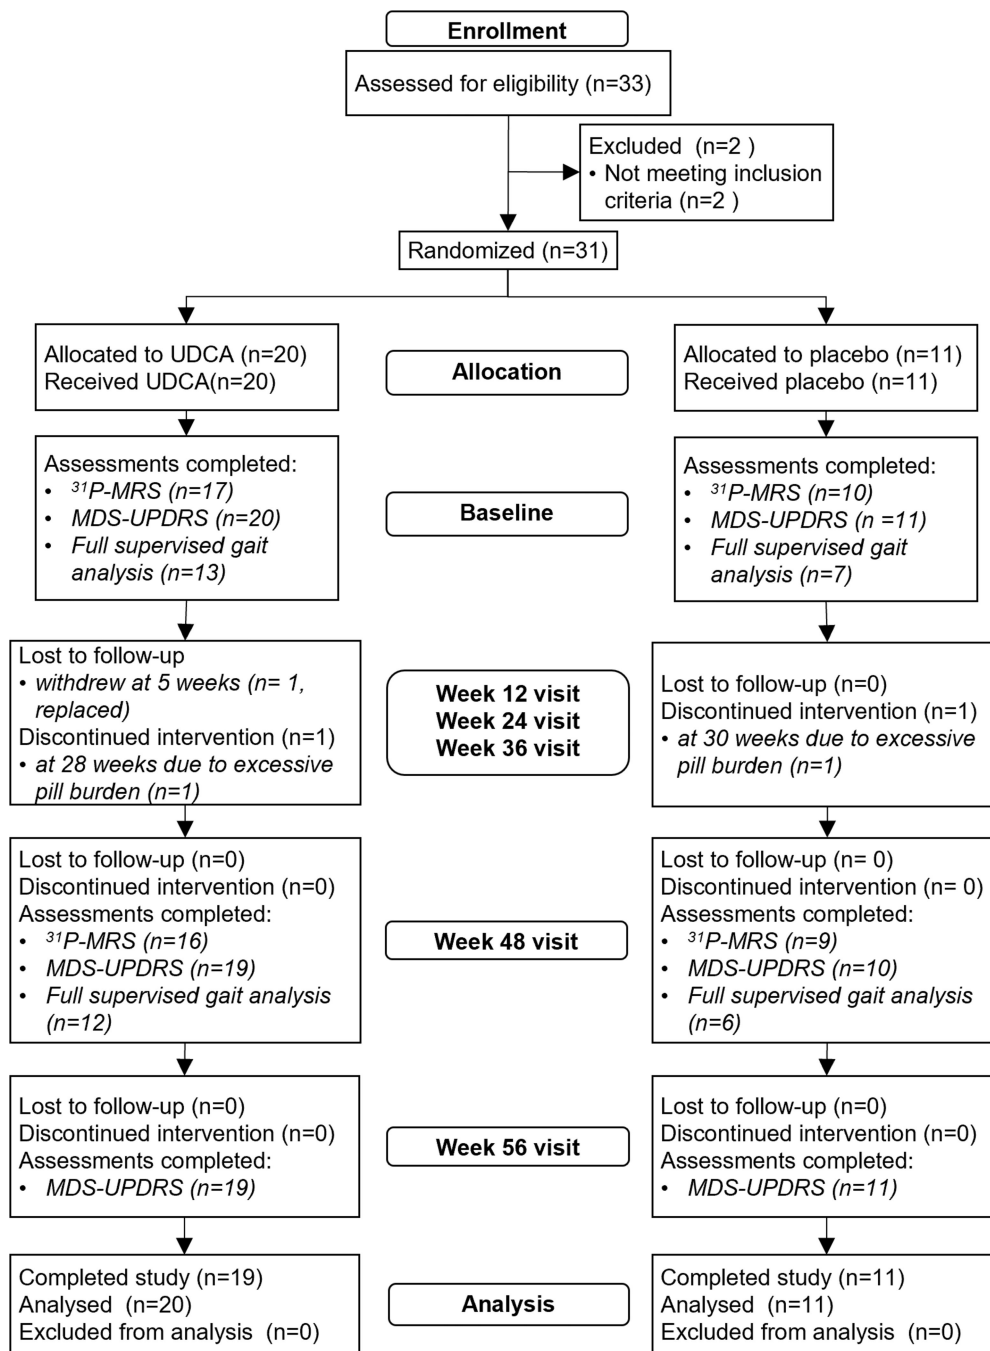 Enrollment
Assessed for eligibility (n=33)
Excluded  (n=2 )
• Not meeting inclusion
criteria (n=2 )
Randomized (n=31)
Allocated to UDCA (n=20)
Received UDCA(n=20)
Allocation
Allocated to placebo (n=11)
Received placebo (n=11)
Assessments completed:
• ³¹P-MRS (n=17)
• MDS-UPDRS (n=20)
• Full supervised gait
analysis (n=13)
Baseline
Assessments completed:
• ³¹P-MRS (n=10)
• MDS-UPDRS (n =11)
• Full supervised gait
analysis (n=7)
Lost to follow-up
• withdrew at 5 weeks (n= 1,
replaced)
Discontinued intervention (n=1)
• at 28 weeks due to excessive
pill burden (n=1)
Week 12 visit
Week 24 visit
Week 36 visit
Lost to follow-up (n=0)
Discontinued intervention (n=1)
• at 30 weeks due to excessive
pill burden (n=1)
Lost to follow-up (n=0)
Discontinued intervention (n=0)
Assessments completed:
• ³¹P-MRS (n=16)
• MDS-UPDRS (n=19)
• Full supervised gait analysis
(n=12)
Week 48 visit
Lost to follow-up (n= 0)
Discontinued intervention (n= 0)
Assessments completed:
• ³¹P-MRS (n=9)
• MDS-UPDRS (n=10)
• Full supervised gait analysis
(n=6)
Lost to follow-up (n=0)
Discontinued intervention (n=0)
Assessments completed:
• MDS-UPDRS (n=19)
Week 56 visit
Lost to follow-up (n=0)
Discontinued intervention (n=0)
Assessments completed:
• MDS-UPDRS (n=11)
Completed study (n=19)
Analysed  (n=20)
Excluded from analysis  (n=0)
Analysis
Completed study (n=11)
Analysed  (n=11)
Excluded from analysis  (n=0)